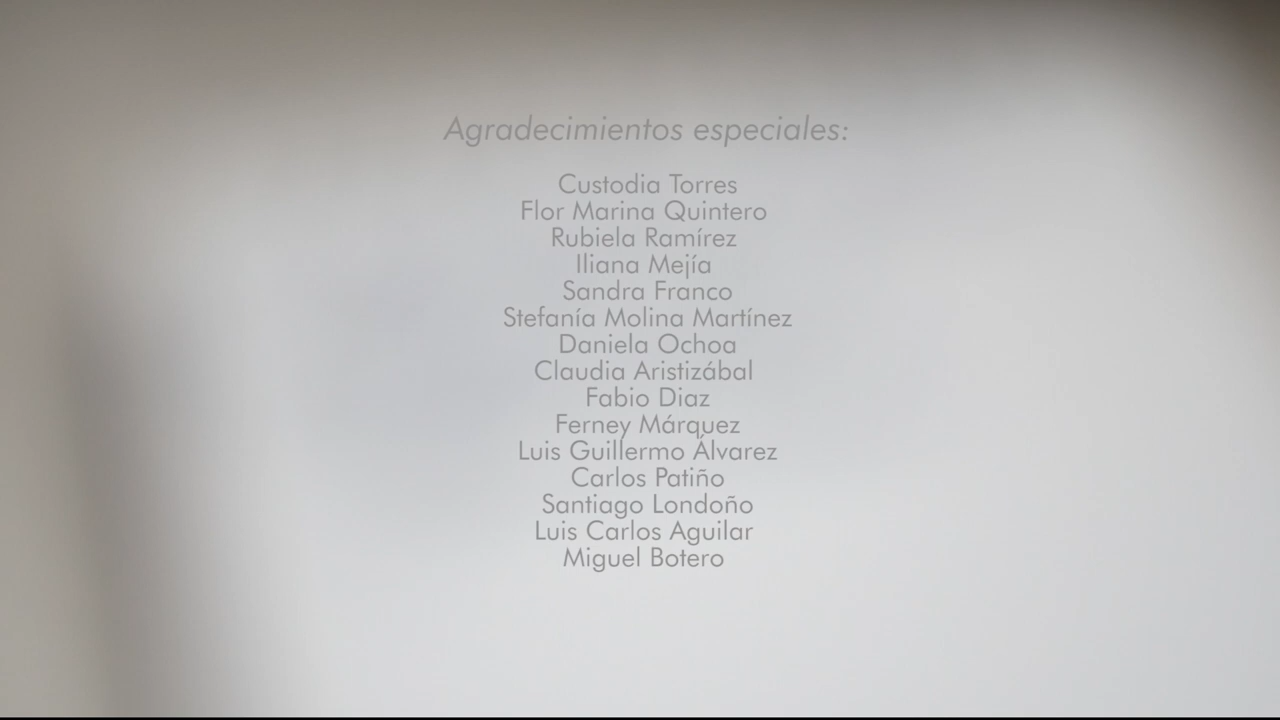 Agradecimientos especiales:
Custodia Torres
Flor Marina Quintero
Rubiela Ramírez
Iliana Mejía
Sandra Franco
Stefanía Molina Martínez
Daniela Ochoa
Claudia Aristizábal
Fabio Diaz
Ferney Márquez
Luis Guillermo Álvarez
Carlos Patiño
Santiago Londoño
Luis Carlos Aguilar
Miguel Botero